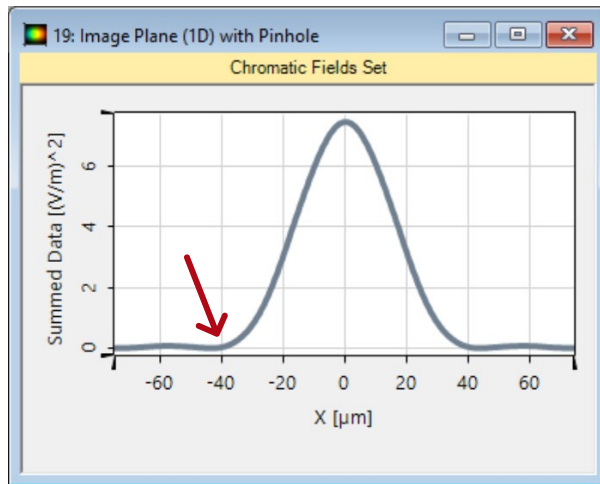 19: Image Plane (1D) with Pinhole
Chromatic Fields Set
Summed Data [(V/m)^2]
6
4
2
0
-60 -40 -20 0 20 40 60
X [µm]